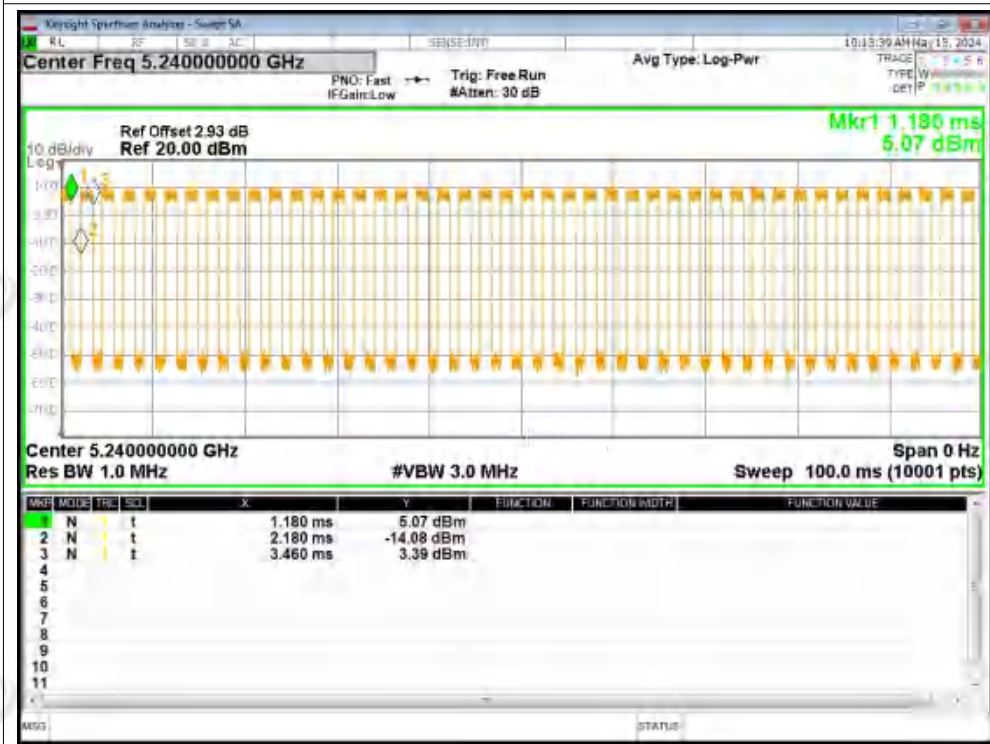 Keysight Spectrum Analyzer - Swept SA
RL RF AC SENSE:INT 10:13:39 AM May 15, 2024
Center Freq 5.240000000 GHz Avg Type: Log-Pwr TRACE
PNO: Fast Trig: Free Run TYPE
IFGain:Low #Atten: 30 dB DET
Mkr1 1.180 ms
5.07 dBm
Ref Offset 2.93 dB
10 dB/div Ref 20.00 dBm
Log
1 3
2
Center 5.240000000 GHz Span 0 Hz
Res BW 1.0 MHz #VBW 3.0 MHz Sweep 100.0 ms (10001 pts)
MKR MODE TRC SCL X Y FUNCTION FUNCTION WIDTH FUNCTION VALUE
1 N 1 t 1.180 ms 5.07 dBm
2 N 1 t 2.180 ms -14.08 dBm
3 N 1 t 3.460 ms 3.39 dBm
4
5
6
7
8
9
10
11
MSG STATUS